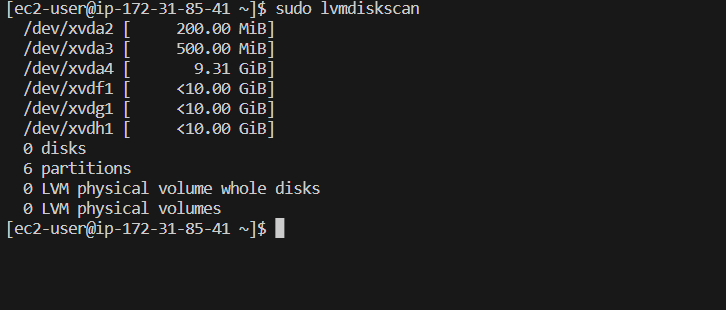 [ec2-user@ip-172-31-85-41 ~]$ sudo lvmdiskscan
  /dev/xvda2 [     200.00 MiB]
  /dev/xvda3 [     500.00 MiB]
  /dev/xvda4 [       9.31 GiB]
  /dev/xvdf1 [     <10.00 GiB]
  /dev/xvdg1 [     <10.00 GiB]
  /dev/xvdh1 [     <10.00 GiB]
  0 disks
  6 partitions
  0 LVM physical volume whole disks
  0 LVM physical volumes
[ec2-user@ip-172-31-85-41 ~]$